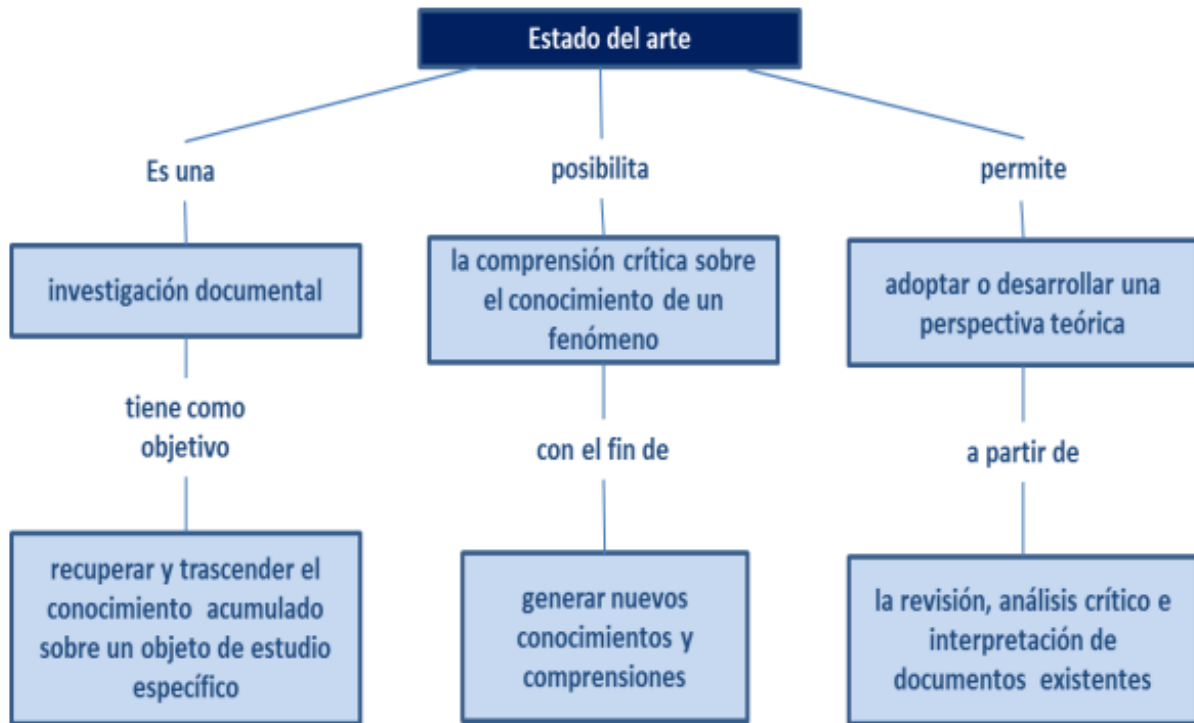 Estado del arte
Es una
posibilita
permite
investigación documental
la comprensión crítica sobre
el conocimiento de un
fenómeno
adoptar o desarrollar una
perspectiva teórica
tiene como
objetivo
con el fin de
a partir de
recuperar y trascender el
conocimiento acumulado
sobre un objeto de estudio
específico
generar nuevos
conocimientos y
comprensiones
la revisión, análisis crítico e
interpretación de
documentos existentes